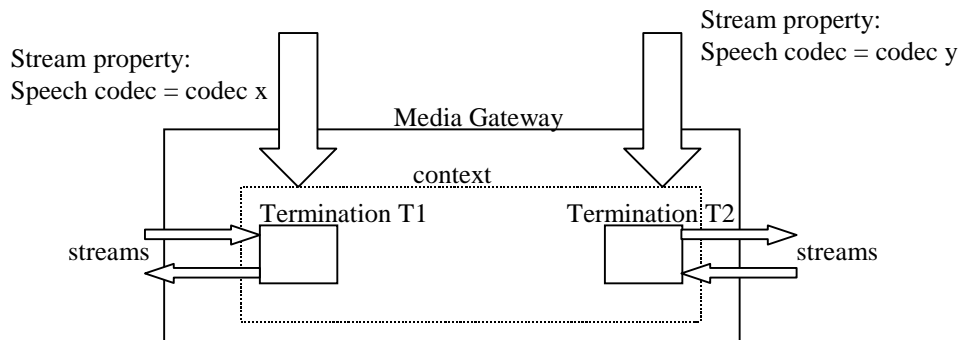 Stream property:
Speech codec = codec x
Stream property:
Speech codec = codec y
Media Gateway
context
Termination T1
Termination T2
streams
streams